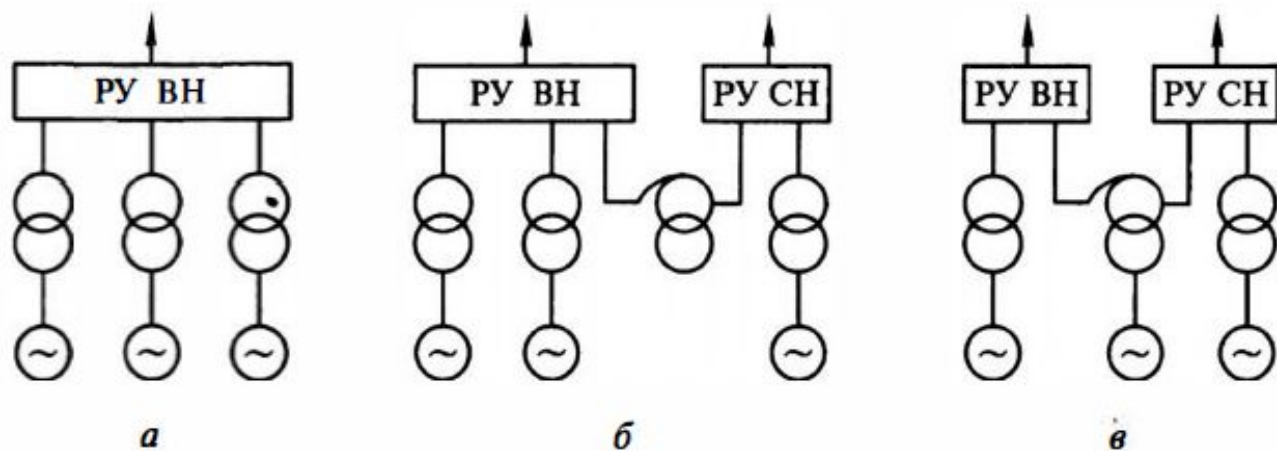 РУ ВН
РУ ВН РУ СН
РУ ВН РУ СН
~ ~ ~
~ ~ ~
~ ~ ~
а
б
в